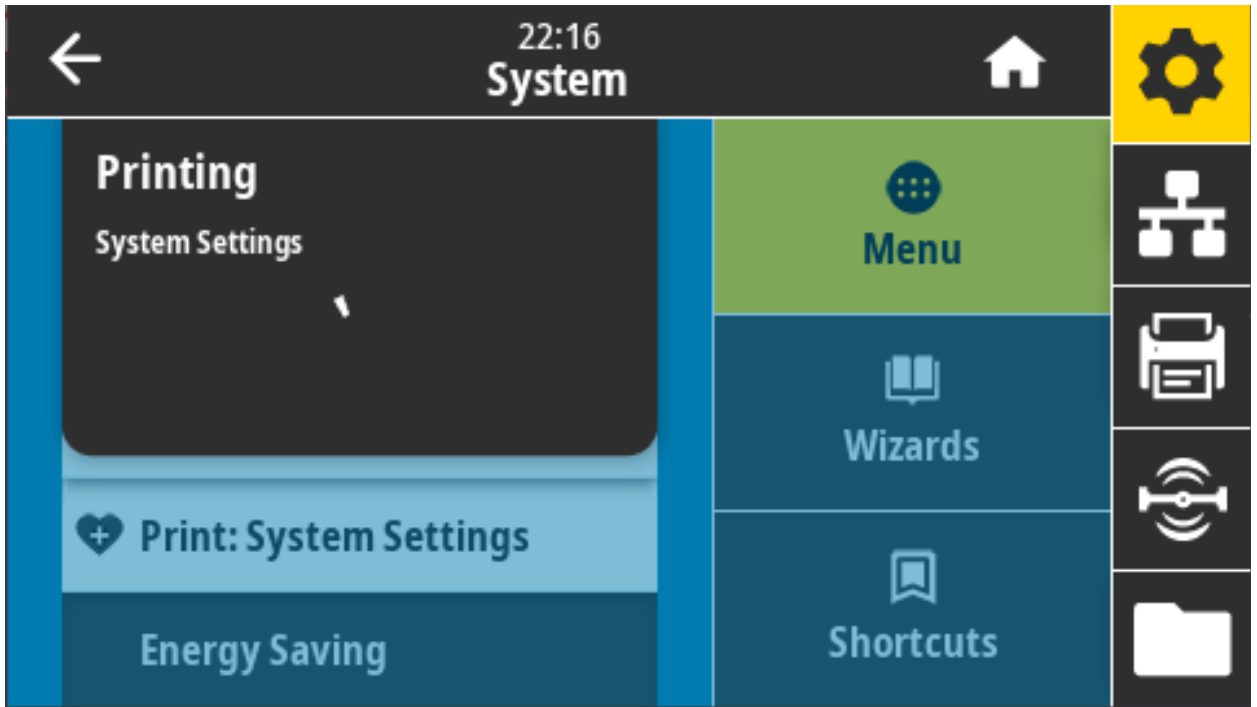 22:16
System
Printing
System Settings
Print: System Settings
Energy Saving
Menu
Wizards
Shortcuts